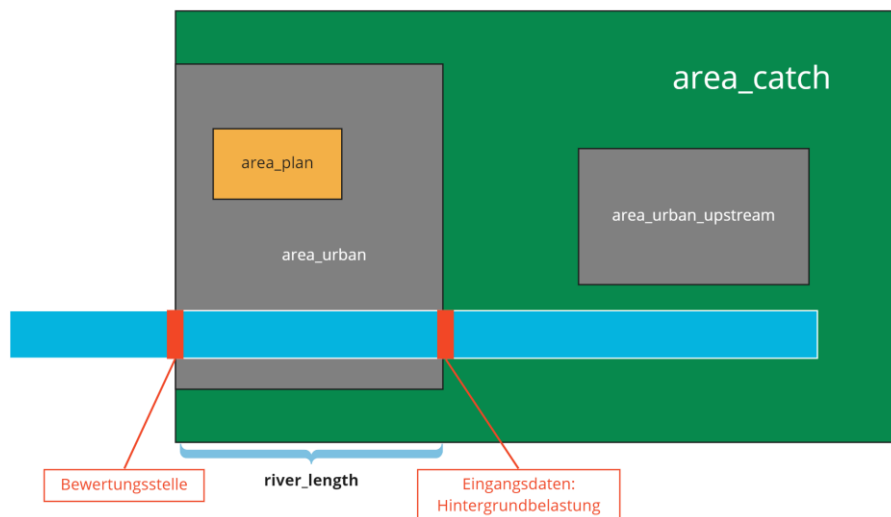 area_catch
area_plan
area_urban_upstream
area_urban
river_length
Bewertungsstelle
Eingangsdaten:
Hintergrundbelastung